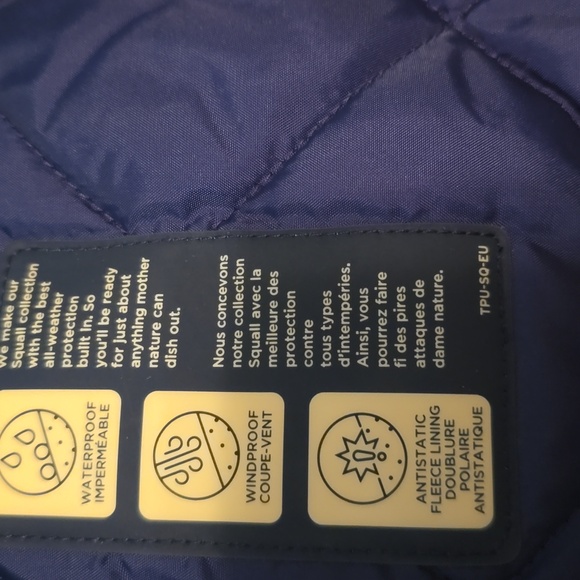 We make our
Squall collection
with the best
all-weather
protection
built in. So
you'll be ready
for just about
anything mother
nature can
dish out.
Nous concevons
notre collection
Squall avec la
meilleure des
protection
contre
tous types
d'intempéries.
Ainsi, vous
pourrez faire
fi des pires
attaques de
dame nature.
TPU-SQ-EU
WATERPROOF
IMPERMÉABLE
WINDPROOF
COUPE-VENT
ANTISTATIC
FLEECE LINING
DOUBLURE
POLAIRE
ANTISTATIQUE